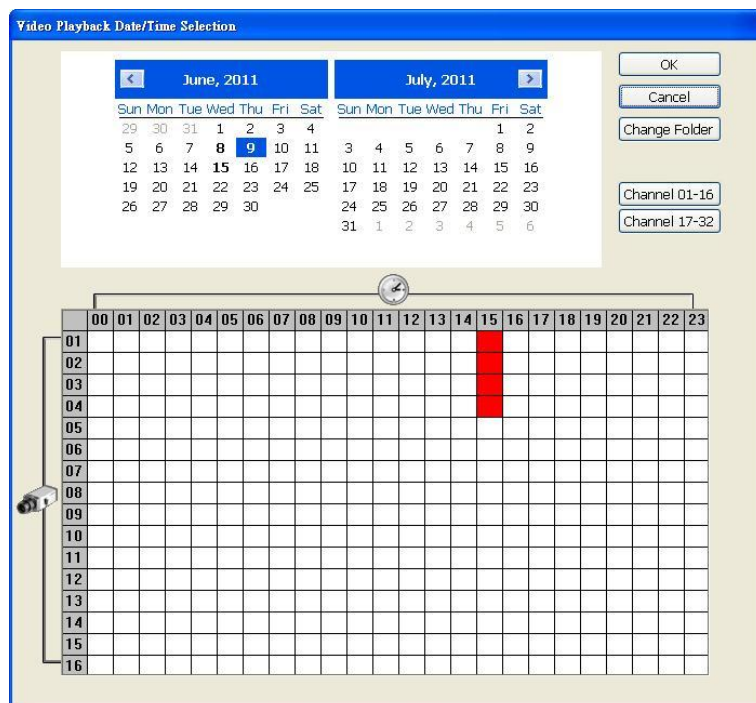 Video Playback Date/Time Selection
June, 2011
Sun Mon Tue Wed Thu Fri Sat
29 30 31 1 2 3 4
5 6 7 8 9 10 11
12 13 14 15 16 17 18
19 20 21 22 23 24 25
26 27 28 29 30
July, 2011
Sun Mon Tue Wed Thu Fri Sat
1 2
3 4 5 6 7 8 9
10 11 12 13 14 15 16
17 18 19 20 21 22 23
24 25 26 27 28 29 30
31 1 2 3 4 5 6
OK
Cancel
Change Folder
Channel 01-16
Channel 17-32
00 01 02 03 04 05 06 07 08 09 10 11 12 13 14 15 16 17 18 19 20 21 22 23
01
02
03
04
05
06
07
08
09
10
11
12
13
14
15
16